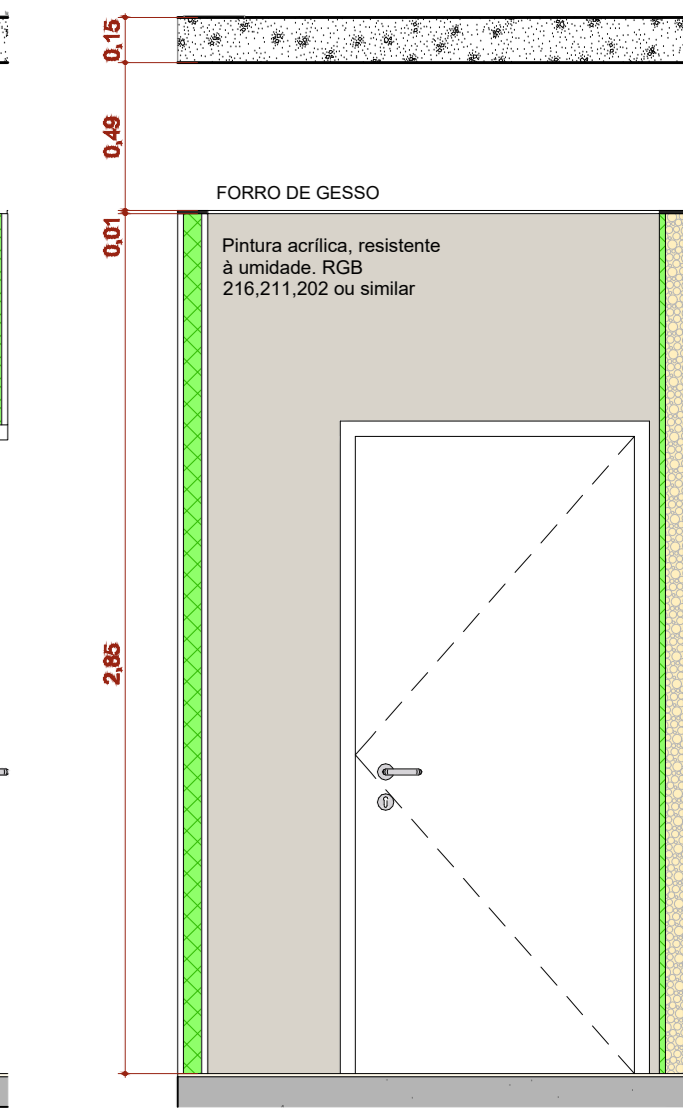 0,15
0,49
FORRO DE GESSO
0,01
Pintura acrílica, resistente
à umidade. RGB
216,211,202 ou similar
2,85